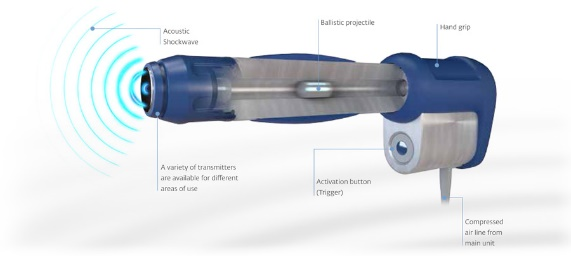 Acoustic
Shockwave
Ballistic projectile
Hand grip
A variety of transmitters
are available for different
areas of use
Activation button
(Trigger)
Compressed
air line from
main unit